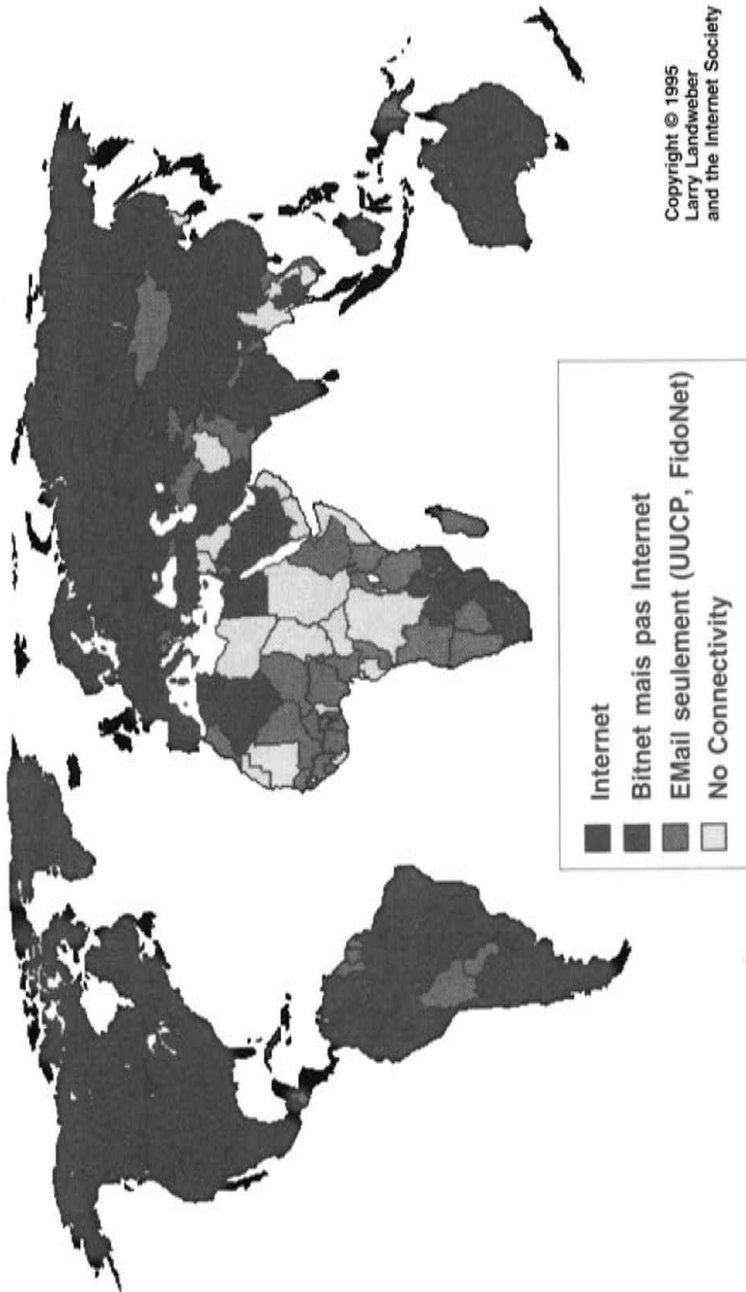 Internet
Bitnet mais pas Internet
EMail seulement (UUCP, FidoNet)
No Connectivity
Copyright © 1995
Larry Landweber
and the Internet Society